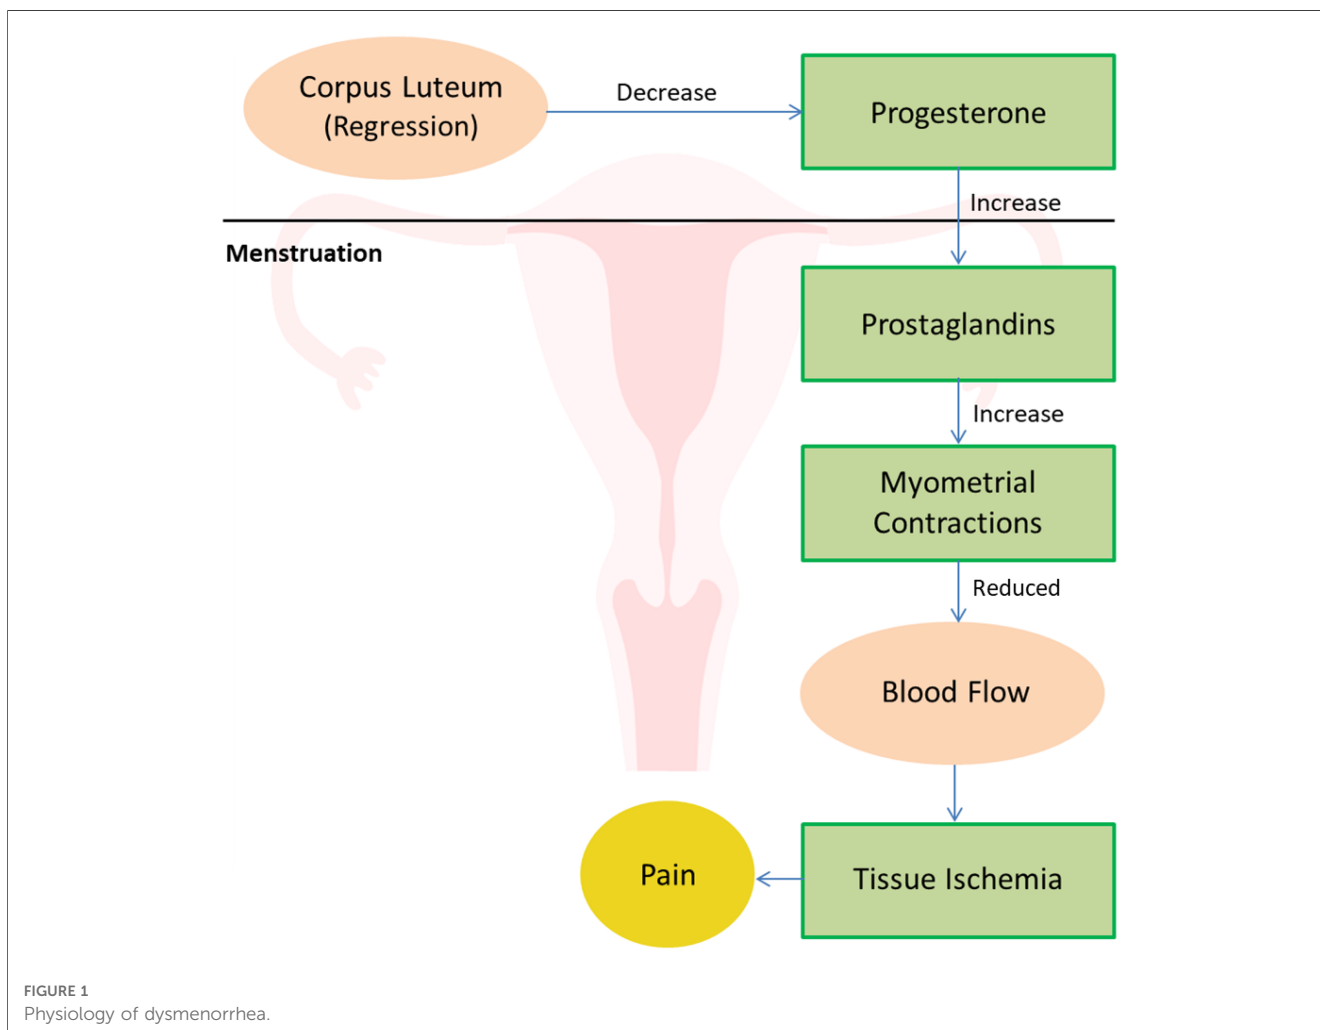 Corpus Luteum
(Regression)
Decrease
Progesterone
Increase
Menstruation
Prostaglandins
Increase
Myometrial
Contractions
Reduced
Blood Flow
Tissue Ischemia
Pain
FIGURE 1
Physiology of dysmenorrhea.